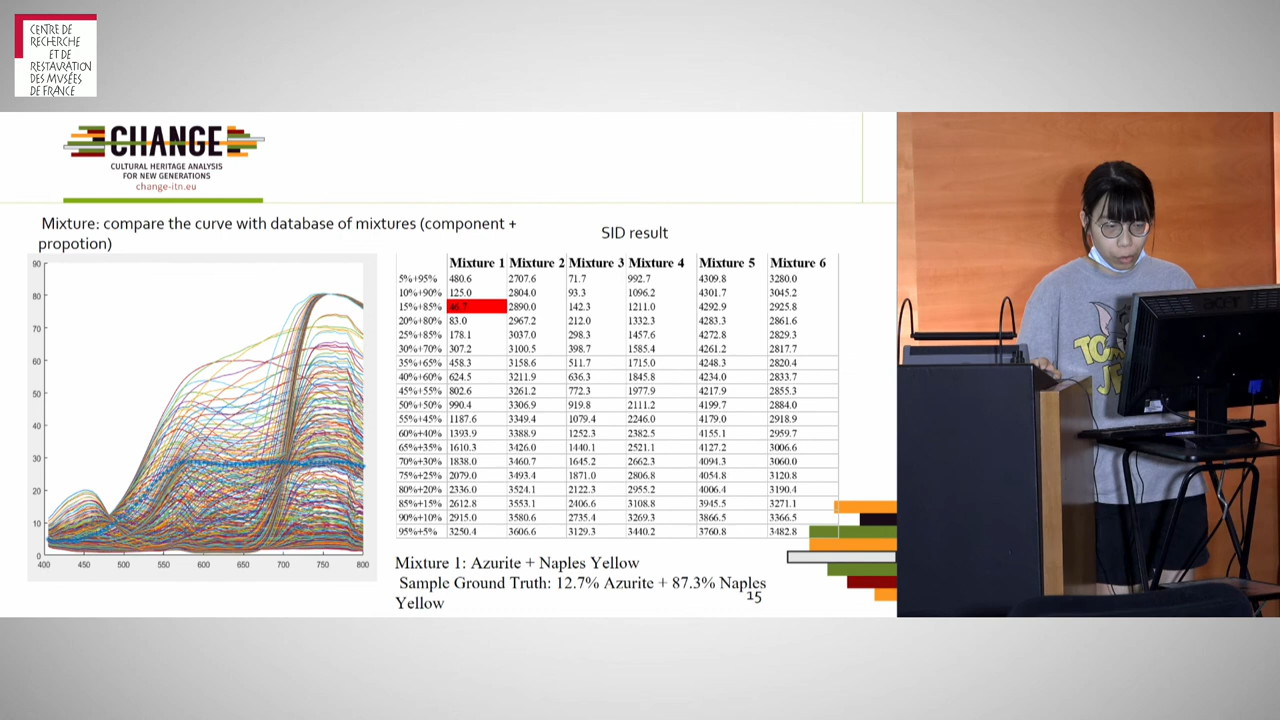 CENTRE DE
RECHERCHE
ET DE
RESTAURATION
DES MUSÉES
DE FRANCE
CHANGE
CULTURAL HERITAGE ANALYSIS
FOR NEW GENERATIONS
change-itn.eu
Mixture: compare the curve with database of mixtures (component +
propotion)
90
80
70
60
50
40
30
20
10
0
400 450 500 550 600 650 700 750 800
SID result
Mixture 1 Mixture 2 Mixture 3 Mixture 4 Mixture 5 Mixture 6
5%+95% 480.6 2707.6 71.7 992.7 4309.8 3280.0
10%+90% 125.0 2804.0 93.3 1096.2 4301.7 3045.2
15%+85% 2890.0 142.3 1211.0 4292.9 2925.8
20%+80% 83.0 2967.2 212.0 1332.3 4283.3 2861.6
25%+85% 178.1 3037.0 298.3 1457.6 4272.8 2829.3
30%+70% 307.2 3100.5 398.7 1585.4 4261.2 2817.7
35%+65% 458.3 3158.6 511.7 1715.0 4248.3 2820.4
40%+60% 624.5 3211.9 636.3 1845.8 4234.0 2833.7
45%+55% 802.6 3261.2 772.3 1977.9 4217.9 2855.3
50%+50% 990.4 3306.9 919.8 2111.2 4199.7 2884.0
55%+45% 1187.6 3349.4 1079.4 2246.0 4179.0 2918.9
60%+40% 1393.9 3388.9 1252.3 2382.5 4155.1 2959.7
65%+35% 1610.3 3426.0 1440.1 2521.1 4127.2 3006.6
70%+30% 1838.0 3460.7 1645.2 2662.3 4094.3 3060.0
75%+25% 2079.0 3493.4 1871.0 2806.8 4054.8 3120.8
80%+20% 2336.0 3524.1 2122.3 2955.2 4006.4 3190.4
85%+15% 2612.8 3553.1 2406.6 3108.8 3945.5 3271.1
90%+10% 2915.0 3580.6 2735.4 3269.3 3866.5 3366.5
95%+5% 3250.4 3606.6 3129.3 3440.2 3760.8 3482.8
Mixture 1: Azurite + Naples Yellow
Sample Ground Truth: 12.7% Azurite + 87.3% Naples
Yellow
15
TOM